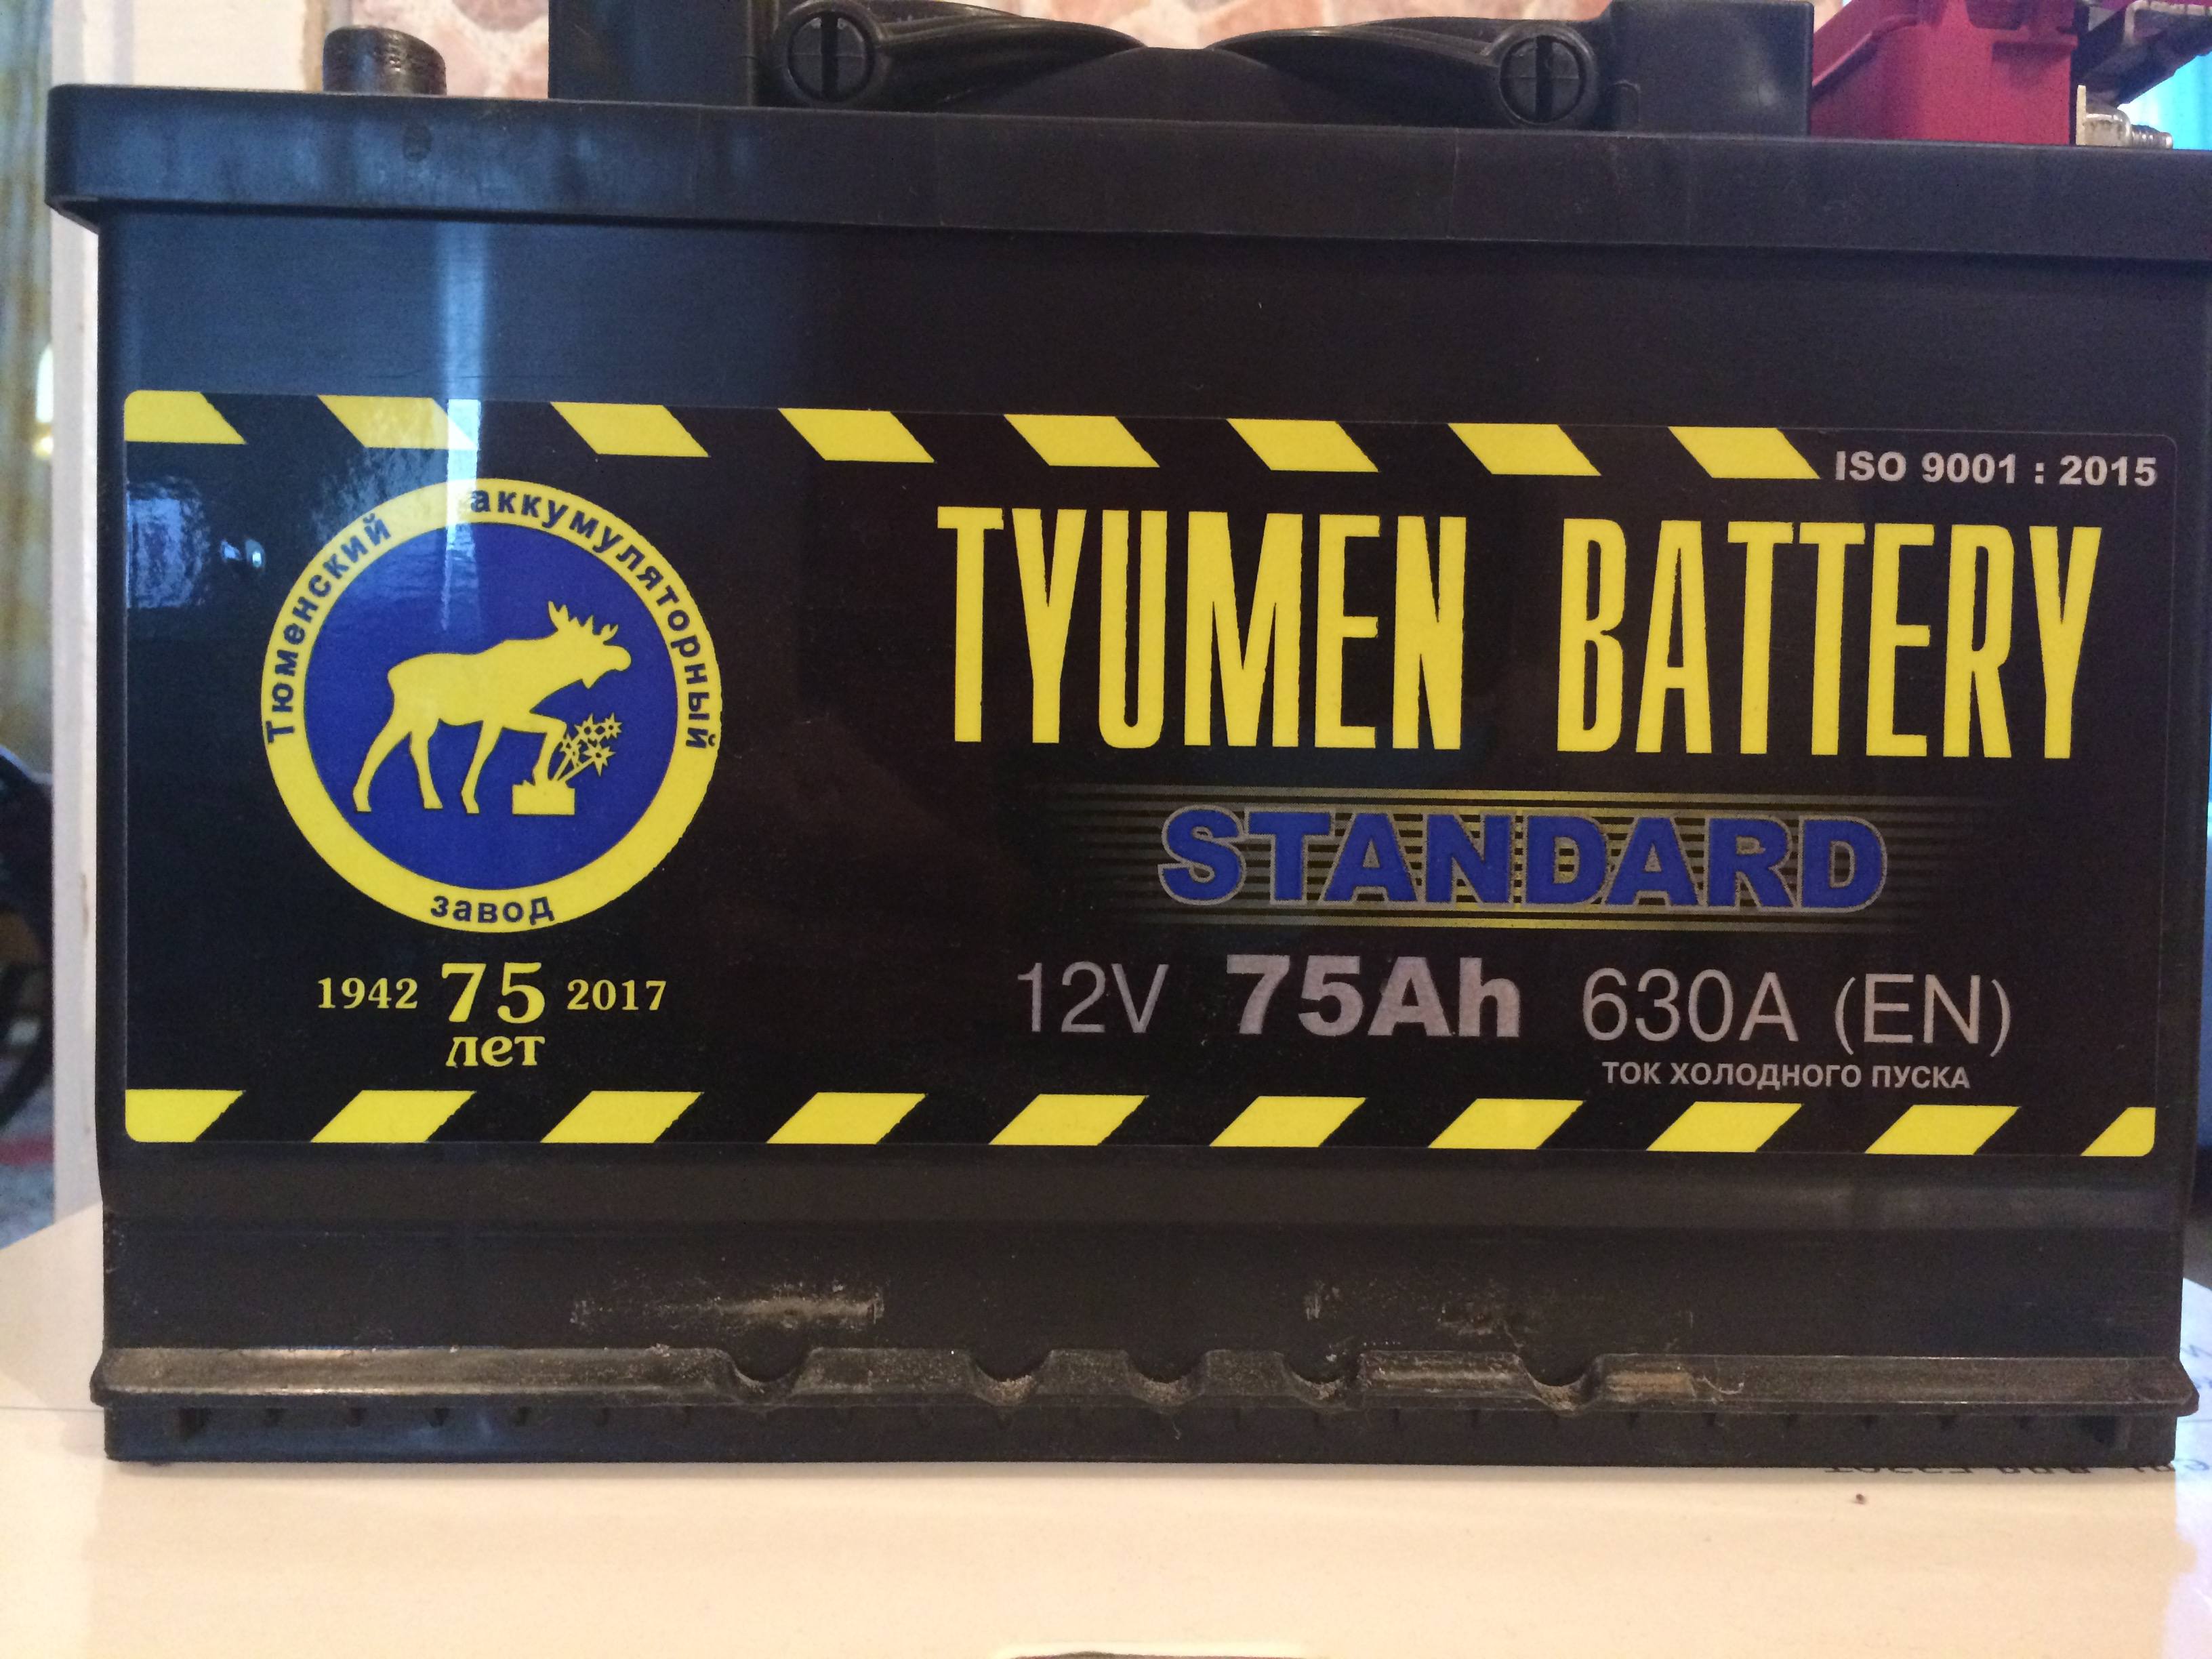 ISO 9001 : 2015
Тюменский аккумуляторный
завод
TYUMEN BATTERY
STANDARD
1942 75 2017
лет
12V 75Ah 630A (EN)
ТОК ХОЛОДНОГО ПУСКА